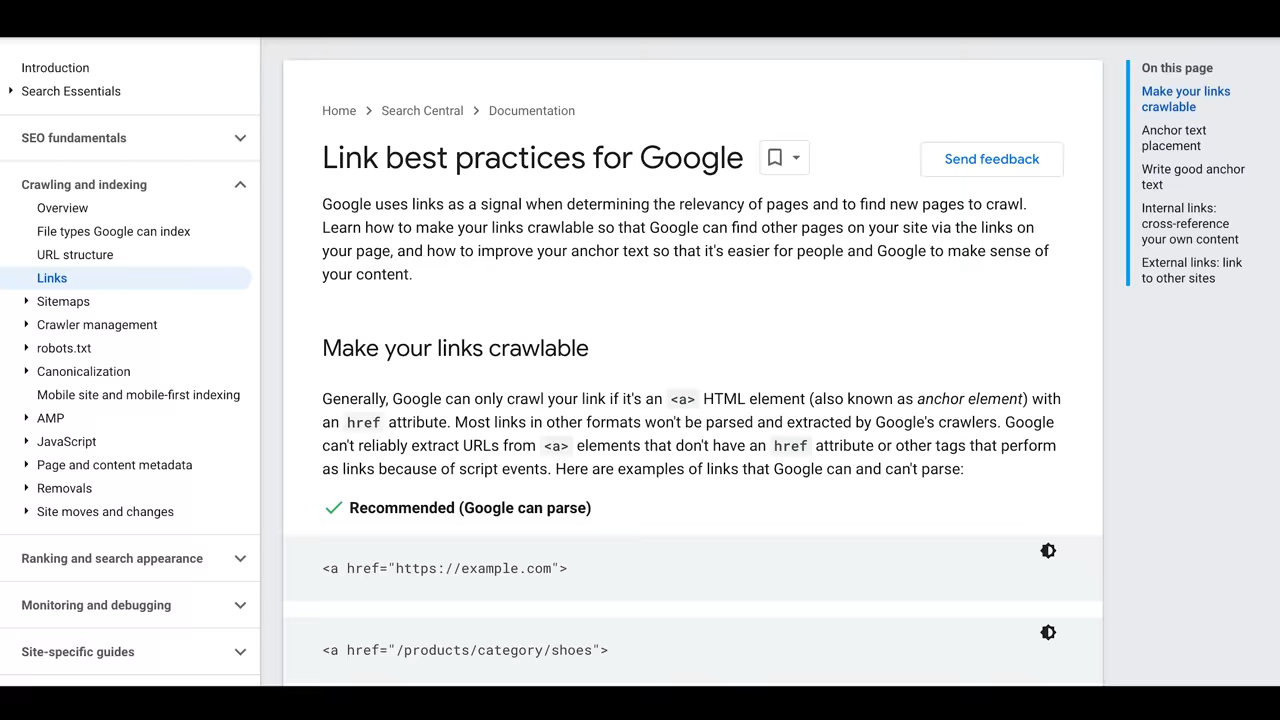 Introduction
Search Essentials
SEO fundamentals
Crawling and indexing
Overview
File types Google can index
URL structure
Links
Sitemaps
Crawler management
robots.txt
Canonicalization
Mobile site and mobile-first indexing
AMP
JavaScript
Page and content metadata
Removals
Site moves and changes
Ranking and search appearance
Monitoring and debugging
Site-specific guides
Home > Search Central > Documentation
Link best practices for Google
Send feedback
Google uses links as a signal when determining the relevancy of pages and to find new pages to crawl.
Learn how to make your links crawlable so that Google can find other pages on your site via the links on
your page, and how to improve your anchor text so that it's easier for people and Google to make sense of
your content.
Make your links crawlable
Generally, Google can only crawl your link if it's an <a> HTML element (also known as anchor element) with
an href attribute. Most links in other formats won't be parsed and extracted by Google's crawlers. Google
can't reliably extract URLs from <a> elements that don't have an href attribute or other tags that perform
as links because of script events. Here are examples of links that Google can and can't parse:
Recommended (Google can parse)
<a href="https://example.com">
<a href="/products/category/shoes">
On this page
Make your links
crawlable
Anchor text
placement
Write good anchor
text
Internal links:
cross-reference
your own content
External links: link
to other sites